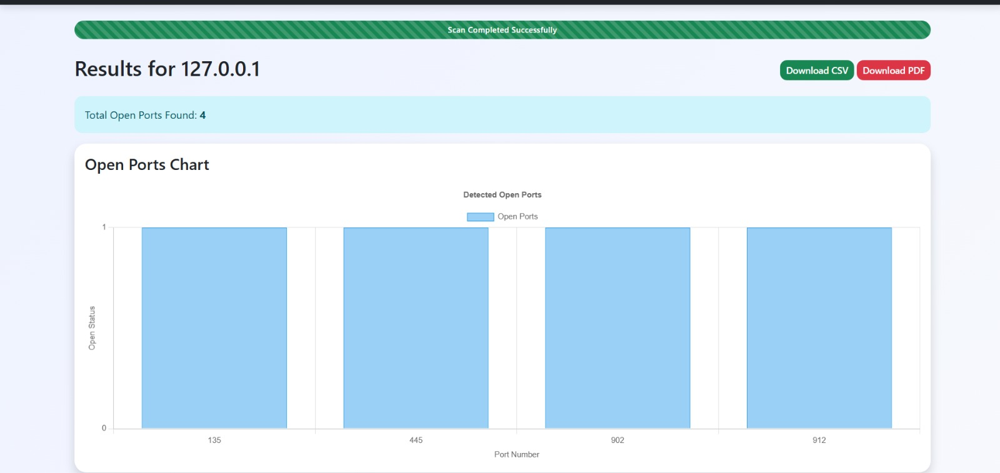 Scan Completed Successfully
Results for 127.0.0.1
Download CSV
Download PDF
Total Open Ports Found: 4
Open Ports Chart
Detected Open Ports
Open Ports
1
Open Status
0
135
445
902
912
Port Number